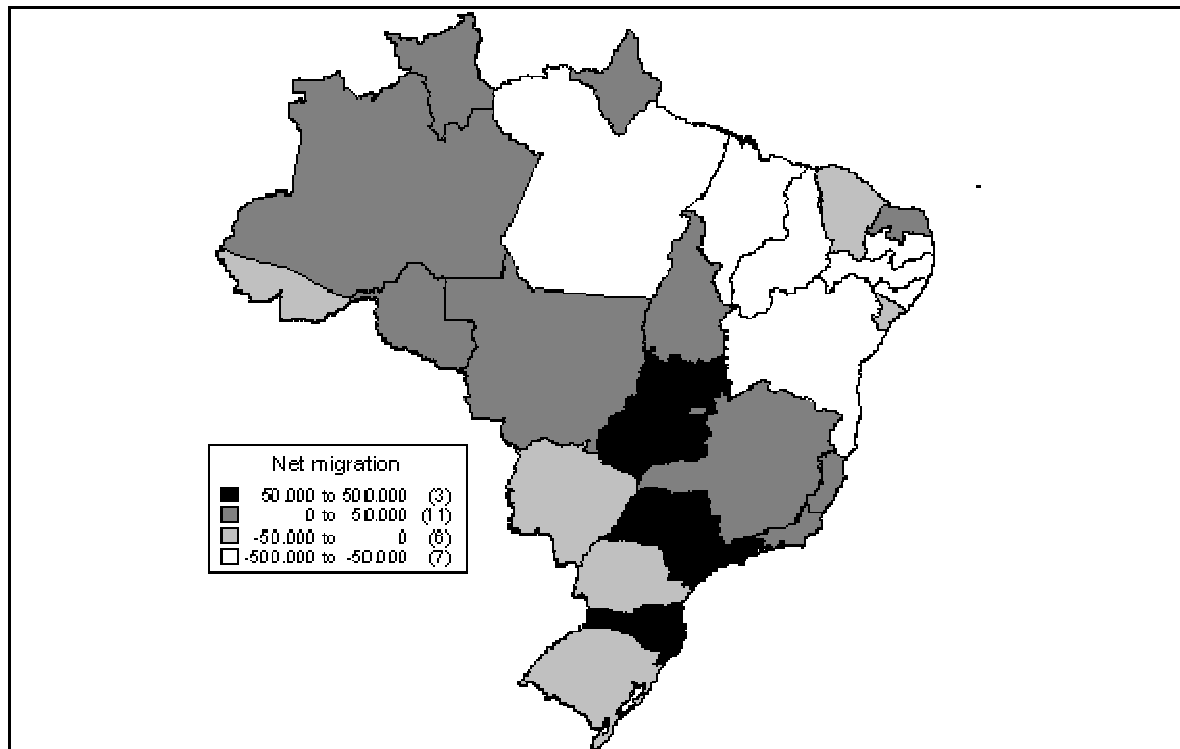 Net migration
50.000 to 500.000 (3)
0 to 50.000 (11)
-50.000 to 0 (6)
-500.000 to -50.000 (7)